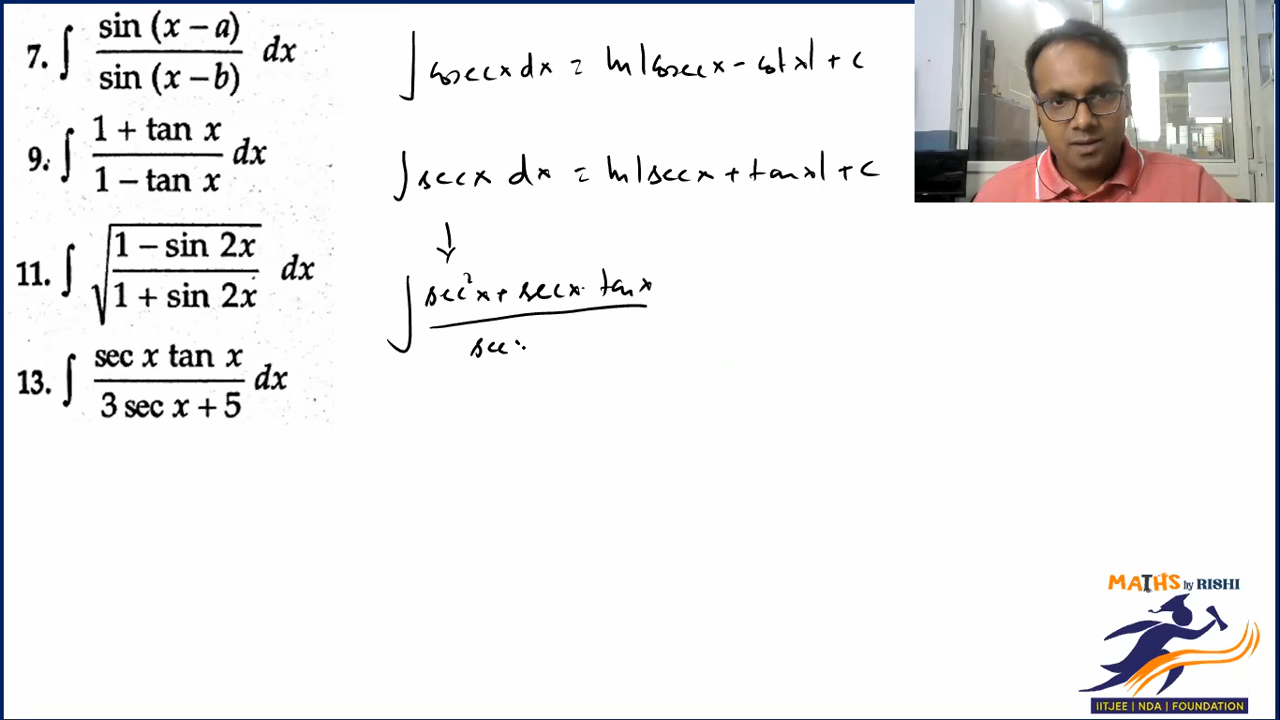 7. ∫ sin (x – a) / sin (x – b) dx
9. ∫ 1 + tan x / 1 – tan x dx
11. ∫ √(1 – sin 2x / 1 + sin 2x) dx
13. ∫ sec x tan x / 3 sec x + 5 dx
∫ cosec x dx = ln|cosec x - cot x| + c
∫ sec x dx = ln|sec x + tan x| + c
↓
∫ sec²x + sec x · tan x / sec
MATHS by RISHI
IITJEE | NDA | FOUNDATION